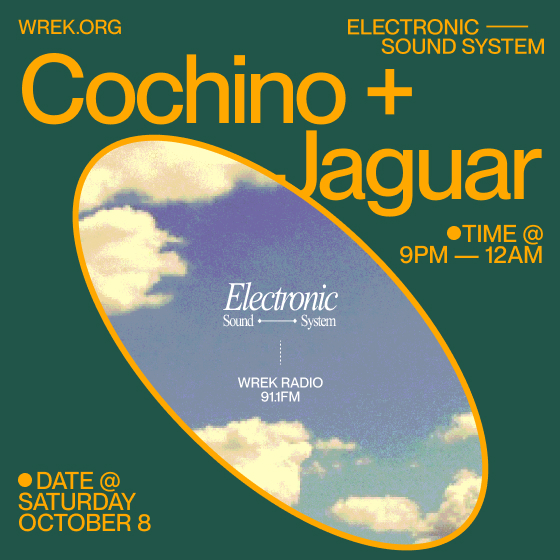 WREK.ORG
ELECTRONIC ——
SOUND SYSTEM
Cochino +
Jaguar
●TIME @
9PM — 12AM
Electronic
Sound System
WREK RADIO
91.1FM
●DATE @
SATURDAY
OCTOBER 8